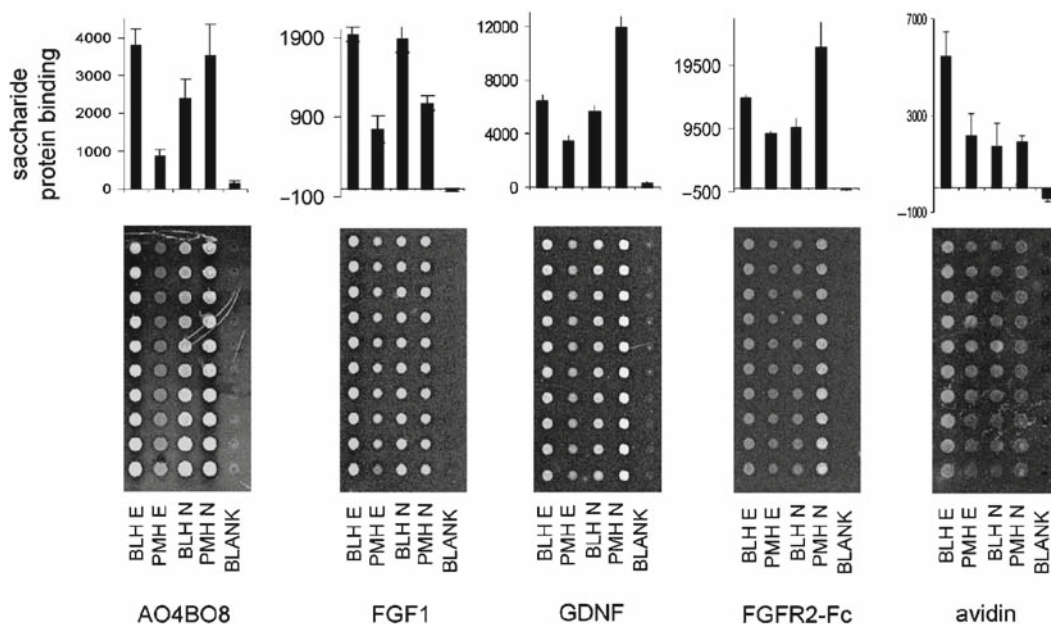 saccharide
protein binding
4000
3000
2000
1000
0
1900
900
–100
12000
8000
4000
0
19500
9500
–500
7000
3000
–1000
BLH E
PMH E
BLH N
PMH N
BLANK
BLH E
PMH E
BLH N
PMH N
BLANK
BLH E
PMH E
BLH N
PMH N
BLANK
BLH E
PMH E
BLH N
PMH N
BLANK
BLH E
PMH E
BLH N
PMH N
BLANK
AO4BO8
FGF1
GDNF
FGFR2-Fc
avidin